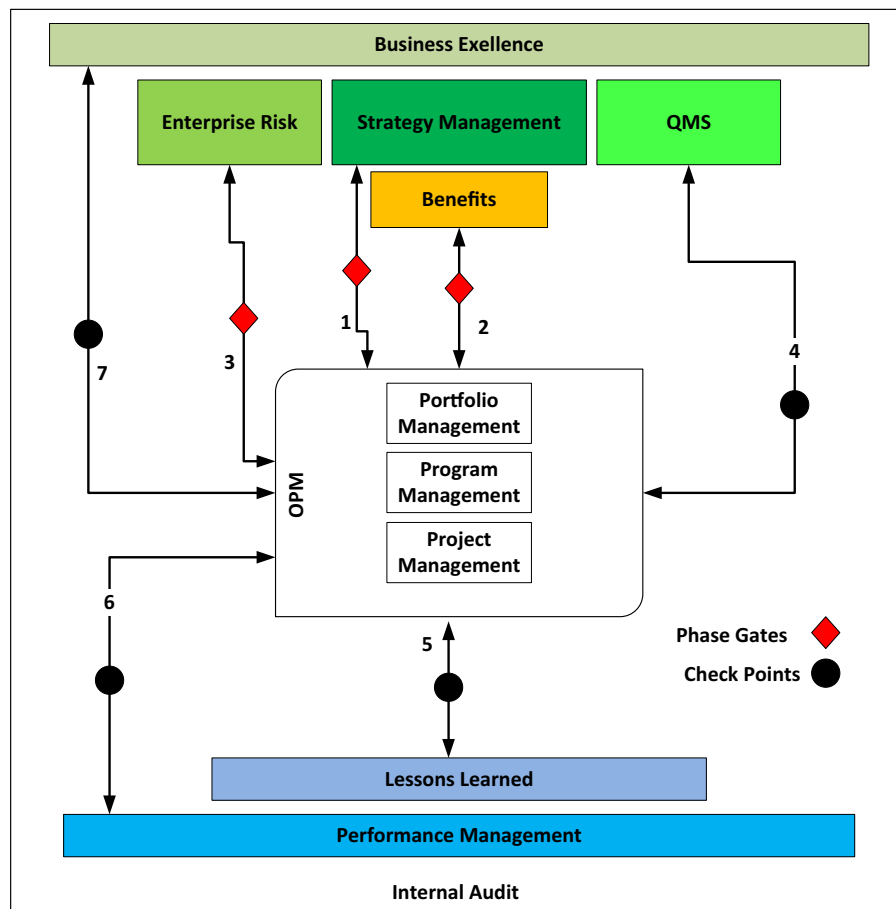 Business Exellence
Enterprise Risk
Strategy Management
QMS
Benefits
1
2
3
4
7
Portfolio
Management
Program
Management
Project
Management
OPM
6
5
Phase Gates
Check Points
Lessons Learned
Performance Management
Internal Audit